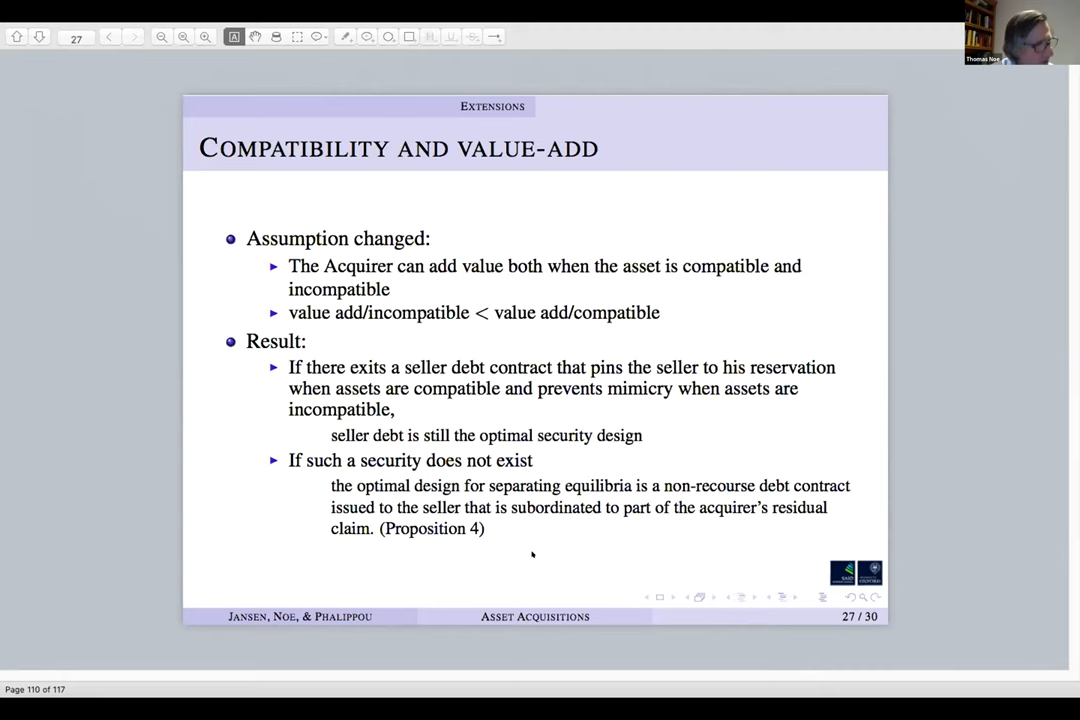 27
Thomas Noe
EXTENSIONS
COMPATIBILITY AND VALUE-ADD
Assumption changed:
The Acquirer can add value both when the asset is compatible and
incompatible
value add/incompatible < value add/compatible
Result:
If there exits a seller debt contract that pins the seller to his reservation
when assets are compatible and prevents mimicry when assets are
incompatible,
seller debt is still the optimal security design
If such a security does not exist
the optimal design for separating equilibria is a non-recourse debt contract
issued to the seller that is subordinated to part of the acquirer's residual
claim. (Proposition 4)
JANSEN, NOE, & PHALIPPOU
ASSET ACQUISITIONS
27 / 30
Page 110 of 117